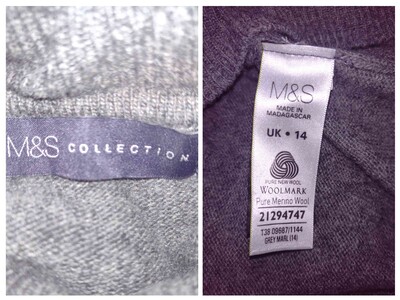 M&S COLLECTION
M&S
MADE IN
MADAGASCAR
UK • 14
PURE NEW WOOL
WOOLMARK
Pure Merino Wool
21294747
T38 09687/1144
GREY MARL (14)